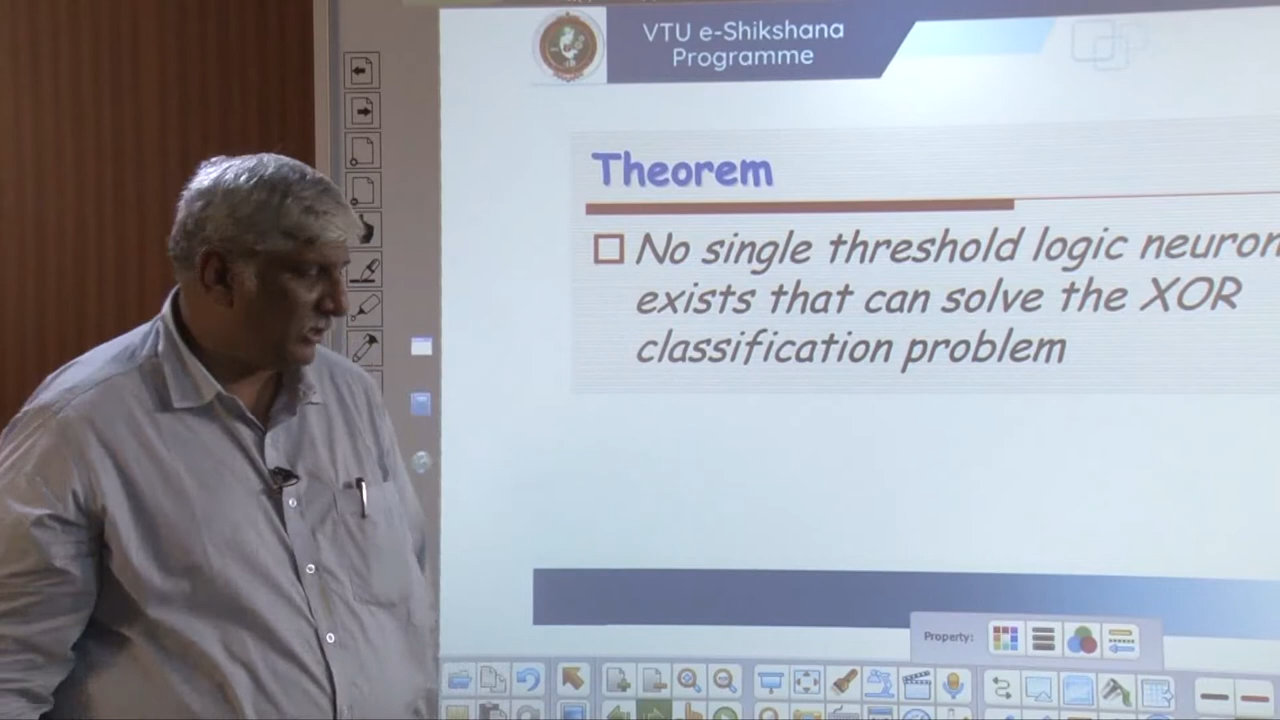 VTU e-Shikshana
Programme
Theorem
No single threshold logic neuron
exists that can solve the XOR
classification problem
Property: